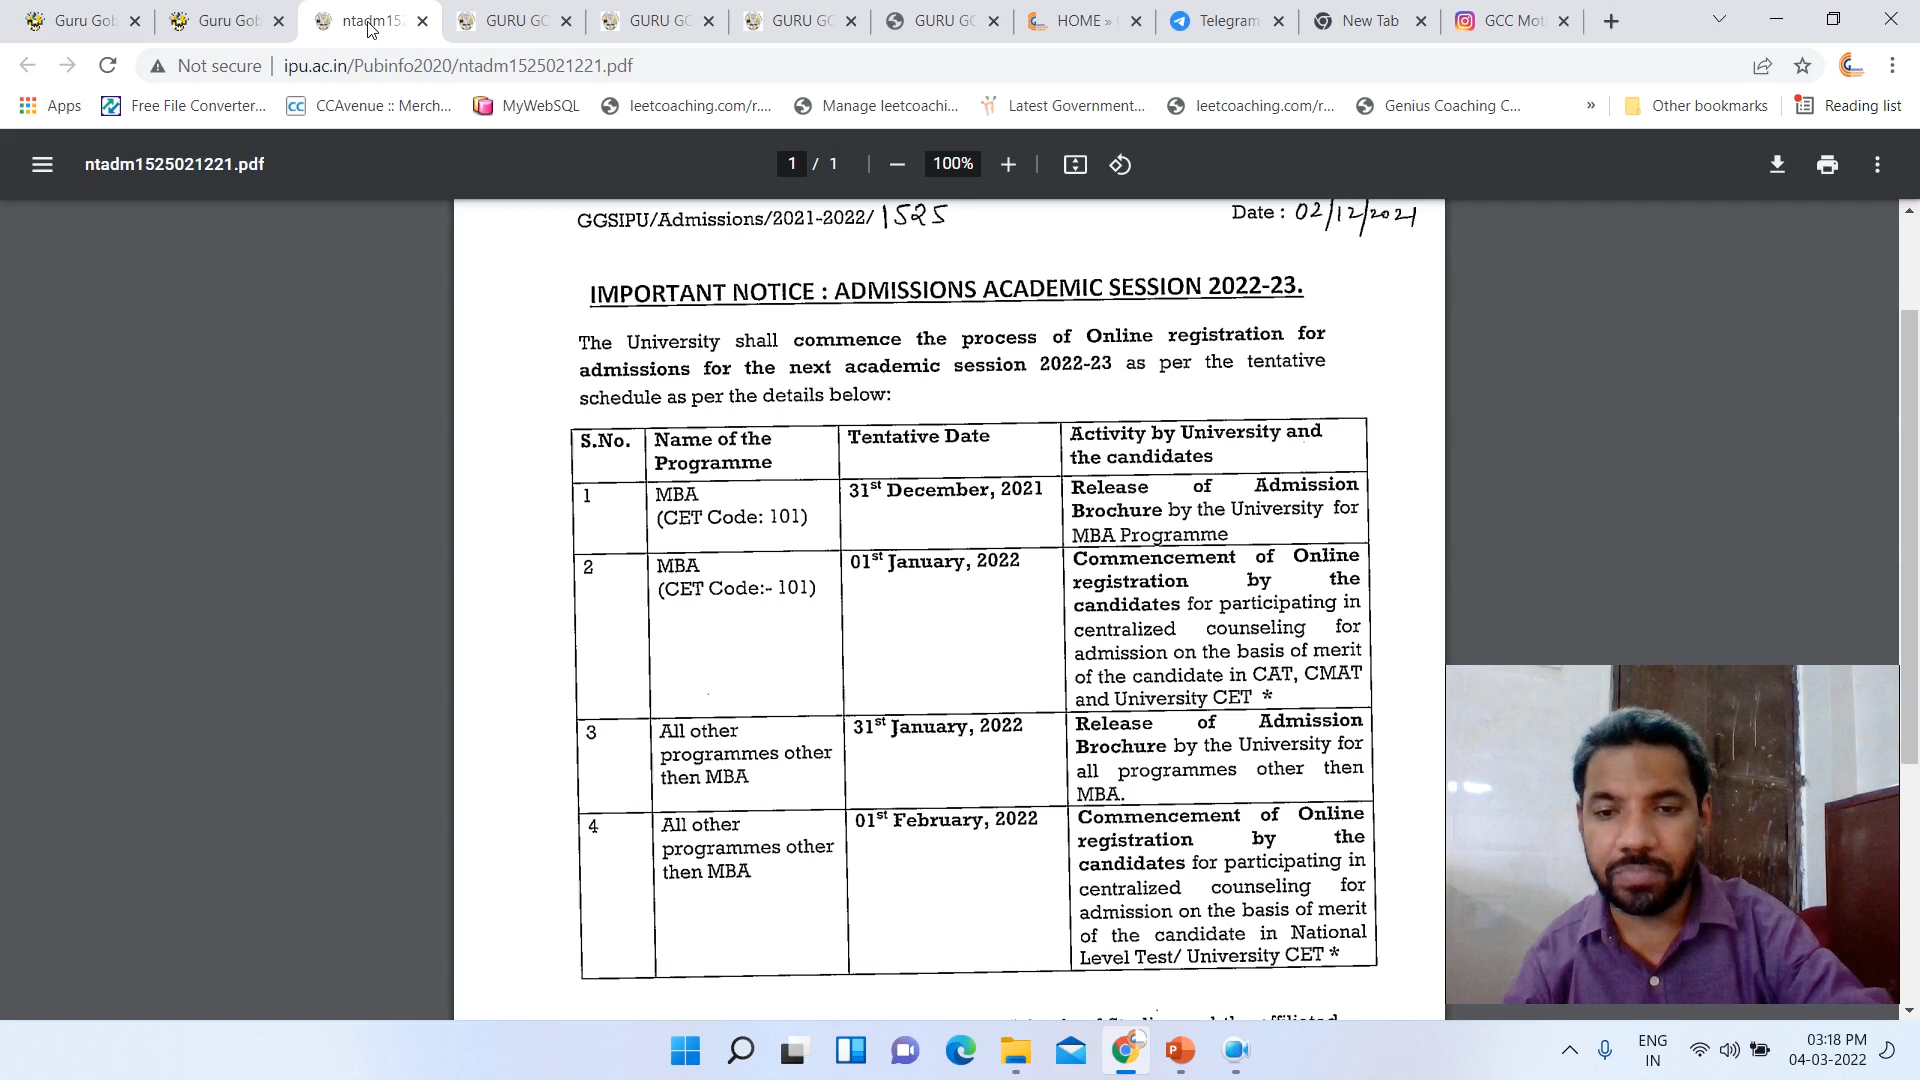 Guru Gob
Guru Gob
ntadm152
GURU GC
GURU GC
GURU GC
GURU GC
HOME » 
Telegram
New Tab
GCC Mot
Not secure
ipu.ac.in/Pubinfo2020/ntadm1525021221.pdf
Apps
Free File Converter...
CCAvenue :: Merch...
MyWebSQL
leetcoaching.com/r....
Manage leetcoachi...
Latest Government...
leetcoaching.com/r...
Genius Coaching C...
»
Other bookmarks
Reading list
ntadm1525021221.pdf
1 / 1
100%
GGSIPU/Admissions/2021-2022/ 1525
Date : 02/12/2021
IMPORTANT NOTICE : ADMISSIONS ACADEMIC SESSION 2022-23.
The University shall commence the process of Online registration for
admissions for the next academic session 2022-23 as per the tentative
schedule as per the details below:
S.No.
Name of the
Programme
Tentative Date
Activity by University and
the candidates
1
MBA
(CET Code: 101)
31st December, 2021
Release of Admission
Brochure by the University for
MBA Programme
2
MBA
(CET Code:- 101)
01st January, 2022
Commencement of Online
registration by the
candidates for participating in
centralized counseling for
admission on the basis of merit
of the candidate in CAT, CMAT
and University CET *
3
All other
programmes other
then MBA
31st January, 2022
Release of Admission
Brochure by the University for
all programmes other then
MBA.
4
All other
programmes other
then MBA
01st February, 2022
Commencement of Online
registration by the
candidates for participating in
centralized counseling for
admission on the basis of merit
of the candidate in National
Level Test/ University CET *
ENG
IN
03:18 PM
04-03-2022